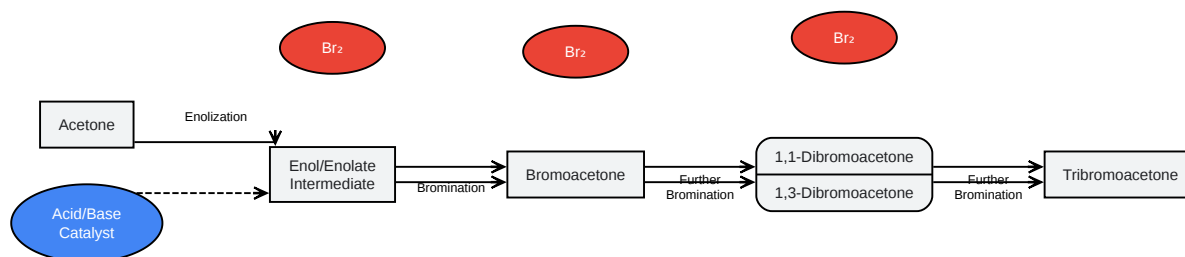 Br₂
Br₂
Br₂
Acetone
Enolization
Enol/Enolate
Intermediate
Bromination
Bromoacetone
Further
Bromination
1,1-Dibromoacetone
1,3-Dibromoacetone
Further
Bromination
Tribromoacetone
Acid/Base
Catalyst